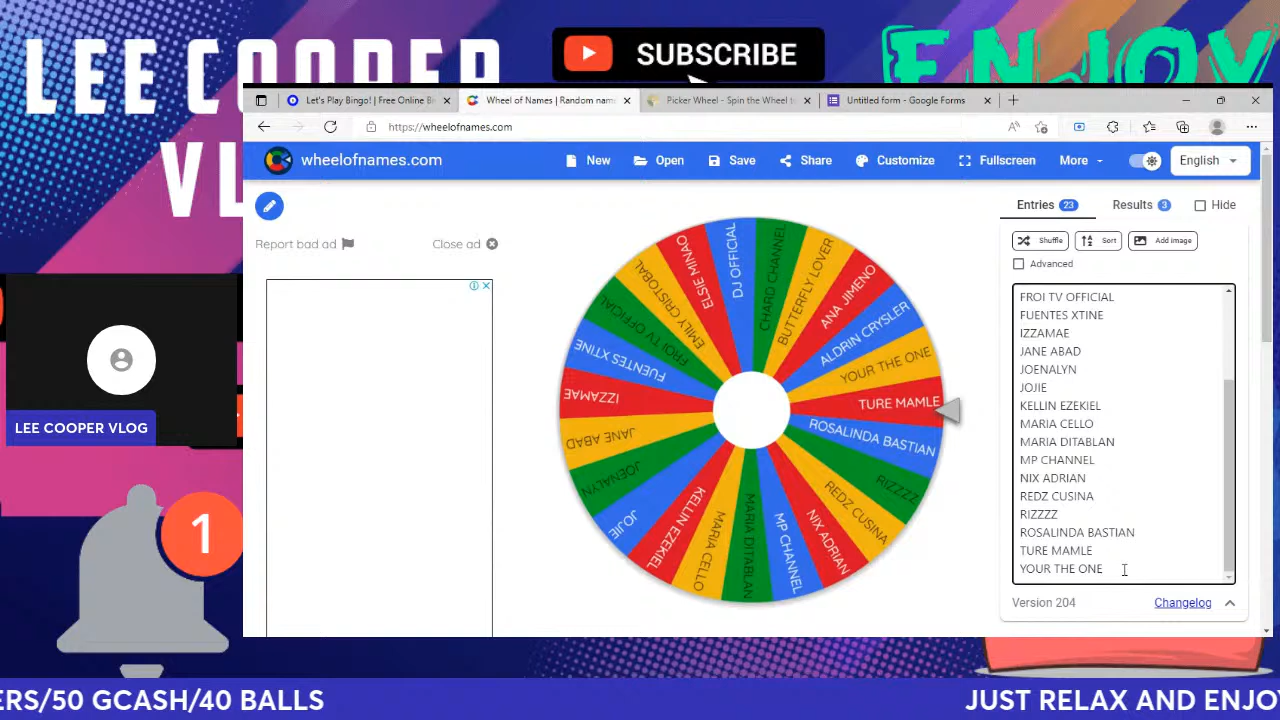 LEE COOPER
VL
SUBSCRIBE
ENJOY
Let's Play Bingo! | Free Online B
Wheel of Names | Random name
Picker Wheel - Spin the Wheel to
Untitled form - Google Forms
https://wheelofnames.com
wheelofnames.com
New
Open
Save
Share
Customize
Fullscreen
More
English
Report bad ad
Close ad
Entries 23
Results 3
Hide
Shuffle
Sort
Add image
Advanced
FROI TV OFFICIAL
FUENTES XTINE
IZZAMAE
JANE ABAD
JOENALYN
JOJIE
KELLIN EZEKIEL
MARIA CELLO
MARIA DITABLAN
MP CHANNEL
NIX ADRIAN
REDZ CUSINA
RIZZZZ
ROSALINDA BASTIAN
TURE MAMLE
YOUR THE ONE
Version 204
Changelog
DJ OFFICIAL
CHARD CHANNEL
BUTTERFLY LOVER
ANA JIMENO
ALDRIN CRYSLER
YOUR THE ONE
TURE MAMLE
ROSALINDA BASTIAN
RIZZZZ
REDZ CUSINA
NIX ADRIAN
MP CHANNEL
MARIA DITABLAN
MARIA CELLO
KELLIN EZEKIEL
JOJIE
JOENALYN
JANE ABAD
IZZAMAE
FUENTES XTINE
FROI TV OFFICIAL
EMILY CRISTOBAL
ELSIE MINAO
LEE COOPER VLOG
1
ERS/50 GCASH/40 BALLS
JUST RELAX AND ENJOY